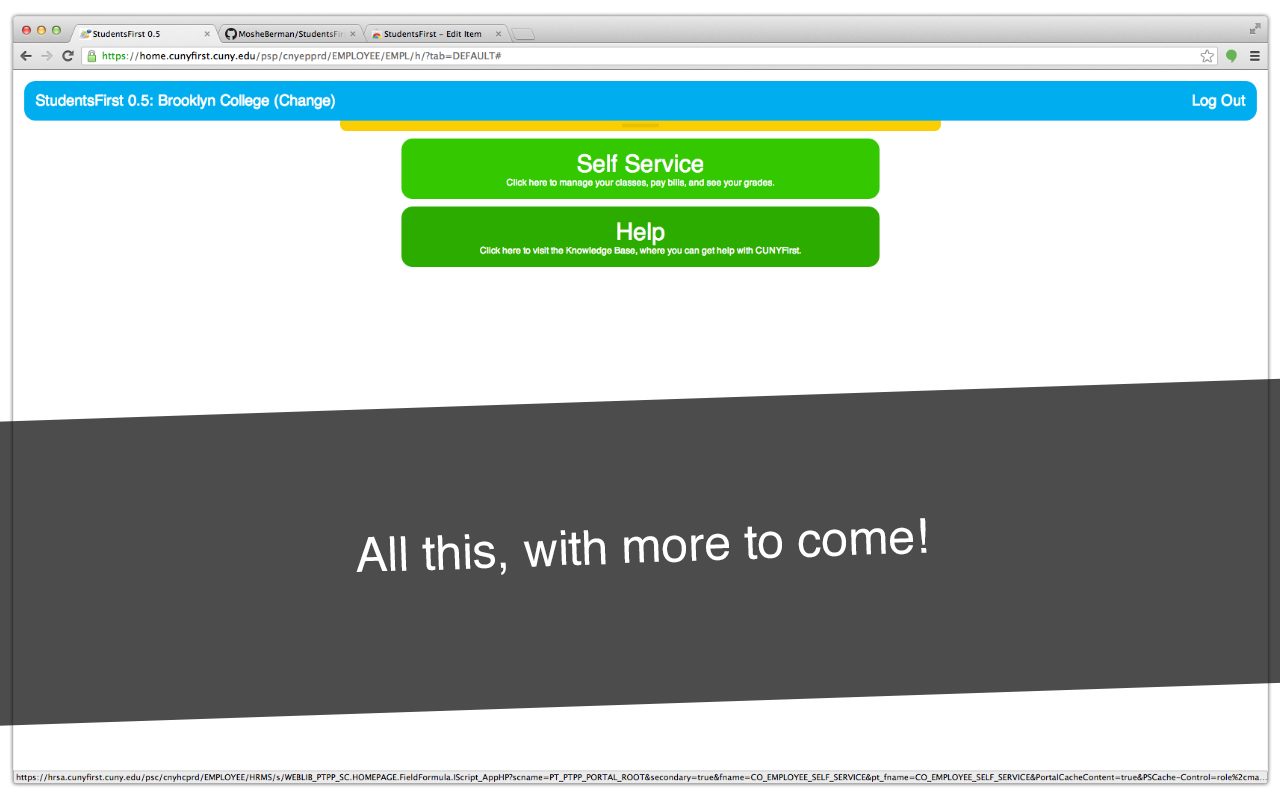 StudentsFirst 0.5
MosheBerman/StudentsFi
StudentsFirst – Edit Item
https://home.cunyfirst.cuny.edu/psp/cnyepprd/EMPLOYEE/EMPL/h/?tab=DEFAULT#
StudentsFirst 0.5: Brooklyn College (Change)
Log Out
Self Service
Click here to manage your classes, pay bills, and see your grades.
Help
Click here to visit the Knowledge Base, where you can get help with CUNYFirst.
All this, with more to come!
https://hrsa.cunyfirst.cuny.edu/psc/cnyhcprd/EMPLOYEE/HRMS/s/WEBLIB_PTPP_SC.HOMEPAGE.FieldFormula.IScript_AppHP?scname=PT_PTPP_PORTAL_ROOT&secondary=true&fname=CO_EMPLOYEE_SELF_SERVICE&pt_fname=CO_EMPLOYEE_SELF_SERVICE&PortalCacheContent=true&PSCache-Control=role%2cma...